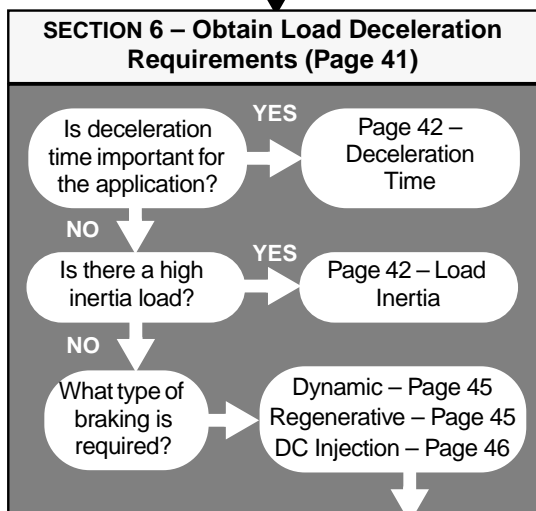 SECTION 6 – Obtain Load Deceleration
Requirements (Page 41)
Is deceleration
time important for
the application?
YES
Page 42 –
Deceleration
Time
NO
Is there a high
inertia load?
YES
Page 42 – Load
Inertia
NO
What type of
braking is
required?
Dynamic – Page 45
Regenerative – Page 45
DC Injection – Page 46